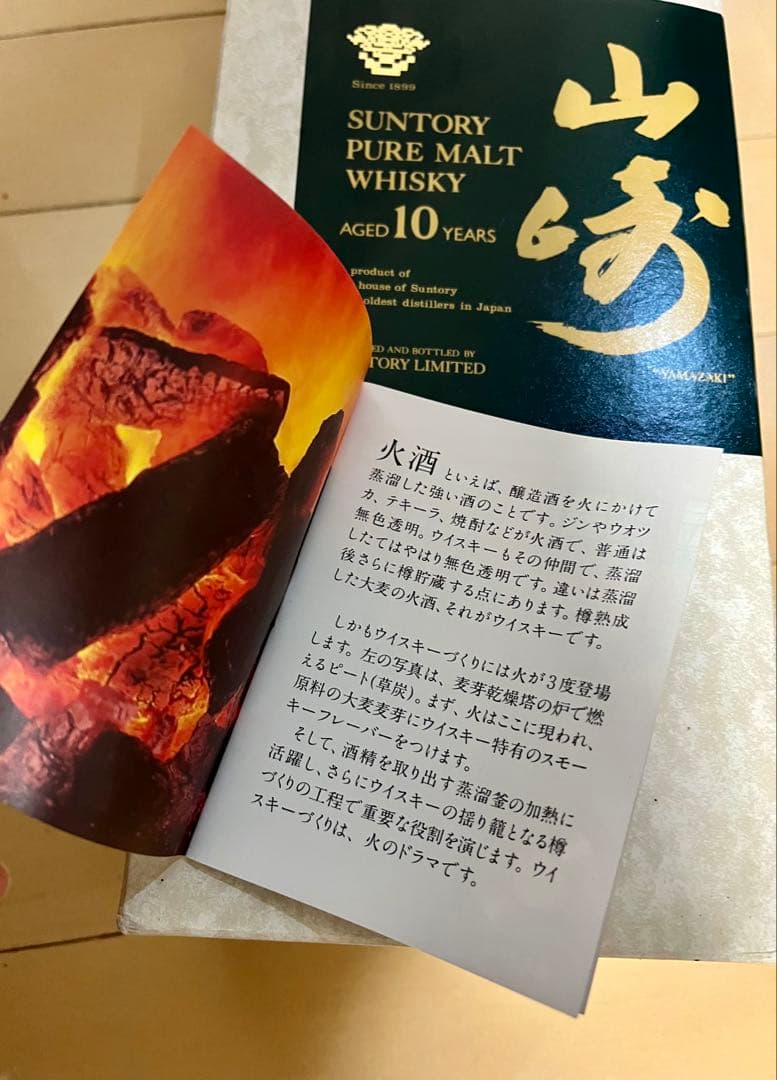 Since 1899
SUNTORY
PURE MALT
WHISKY
AGED 10 YEARS
product of
house of Suntory
oldest distillers in Japan
ED AND BOTTLED BY
TORY LIMITED
山崎
"YAMAZAKI"
火酒といえば、醸造酒を火にかけて
蒸溜した強い酒のことです。ジンやウオツ
カ、テキーラ、焼酎などが火酒で、普通は
無色透明。ウイスキーもその仲間で、蒸溜
したてはやはり無色透明です。違いは蒸溜
後さらに樽貯蔵する点にあります。樽熟成
した大麦の火酒、それがウイスキーです。
しかもウイスキーづくりには火が3度登場
します。左の写真は、麦芽乾燥塔の炉で燃
えるピート(草炭)。まず、火はここに現われ、
原料の大麦麦芽にウイスキー特有のスモー
キーフレーバーをつけます。
そして、酒精を取り出す蒸溜釜の加熱に
活躍し、さらにウイスキーの揺り籠となる樽
づくりの工程で重要な役割を演じます。ウイ
スキーづくりは、火のドラマです。